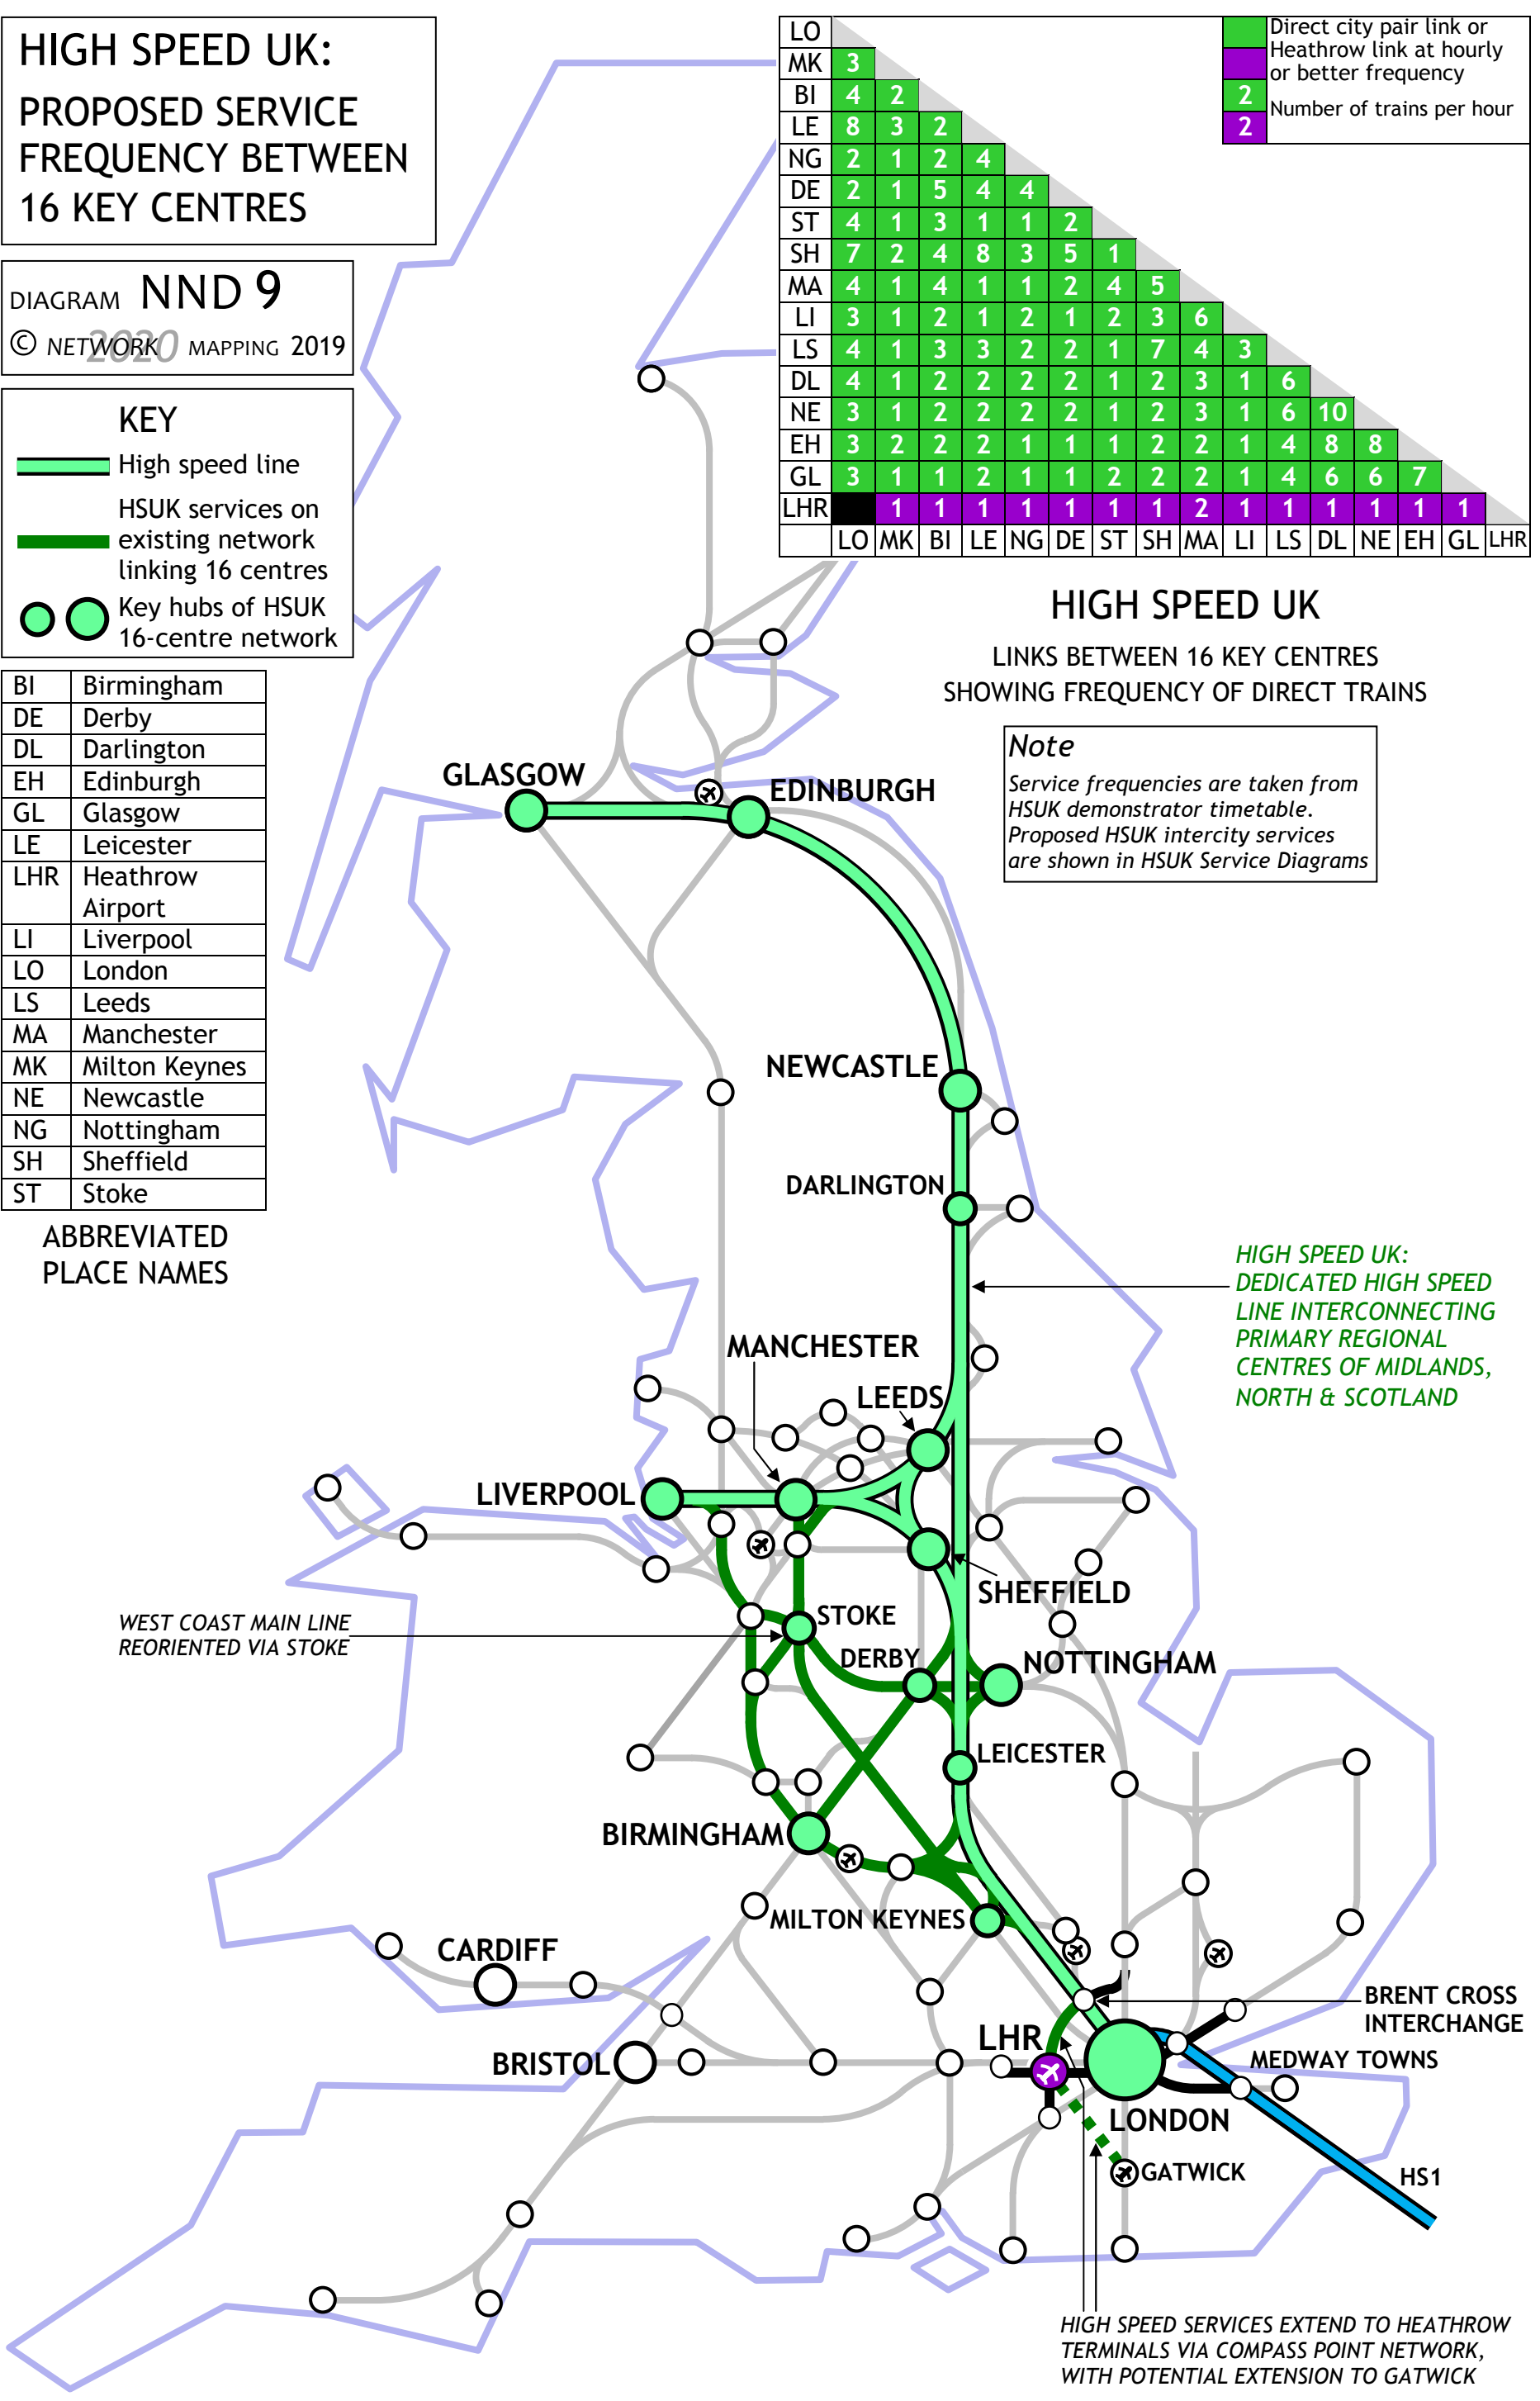 HIGH SPEED UK:
PROPOSED SERVICE
FREQUENCY BETWEEN
16 KEY CENTRES
DIAGRAM NND 9
© NETWORK 2020 MAPPING 2019
KEY
High speed line
HSUK services on
existing network
linking 16 centres
Key hubs of HSUK
16-centre network
BI Birmingham
DE Derby
DL Darlington
EH Edinburgh
GL Glasgow
LE Leicester
LHR Heathrow
Airport
LI Liverpool
LO London
LS Leeds
MA Manchester
MK Milton Keynes
NE Newcastle
NG Nottingham
SH Sheffield
ST Stoke
ABBREVIATED
PLACE NAMES
LO
MK 3
BI 4 2
LE 8 3 2
NG 2 1 2 4
DE 2 1 5 4 4
ST 4 1 3 1 1 2
SH 7 2 4 8 3 5 1
MA 4 1 4 1 1 2 4 5
LI 3 1 2 1 2 1 2 3 6
LS 4 1 3 3 2 2 1 7 4 3
DL 4 1 2 2 2 2 1 2 3 1 6
NE 3 1 2 2 2 2 1 2 3 1 6 10
EH 3 2 2 2 1 1 1 2 2 1 4 8 8
GL 3 1 1 2 1 1 2 2 2 1 4 6 6 7
LHR 1 1 1 1 1 1 1 2 1 1 1 1 1 1
LO MK BI LE NG DE ST SH MA LI LS DL NE EH GL LHR
Direct city pair link or
Heathrow link at hourly
or better frequency
2
Number of trains per hour
2
HIGH SPEED UK
LINKS BETWEEN 16 KEY CENTRES
SHOWING FREQUENCY OF DIRECT TRAINS
Note
Service frequencies are taken from
HSUK demonstrator timetable.
Proposed HSUK intercity services
are shown in HSUK Service Diagrams
GLASGOW
EDINBURGH
NEWCASTLE
DARLINGTON
HIGH SPEED UK:
DEDICATED HIGH SPEED
LINE INTERCONNECTING
PRIMARY REGIONAL
CENTRES OF MIDLANDS,
NORTH & SCOTLAND
MANCHESTER
LEEDS
LIVERPOOL
SHEFFIELD
WEST COAST MAIN LINE
REORIENTED VIA STOKE
STOKE
DERBY
NOTTINGHAM
LEICESTER
BIRMINGHAM
MILTON KEYNES
CARDIFF
BRENT CROSS
INTERCHANGE
LHR
BRISTOL
MEDWAY TOWNS
LONDON
GATWICK
HS1
HIGH SPEED SERVICES EXTEND TO HEATHROW
TERMINALS VIA COMPASS POINT NETWORK,
WITH POTENTIAL EXTENSION TO GATWICK